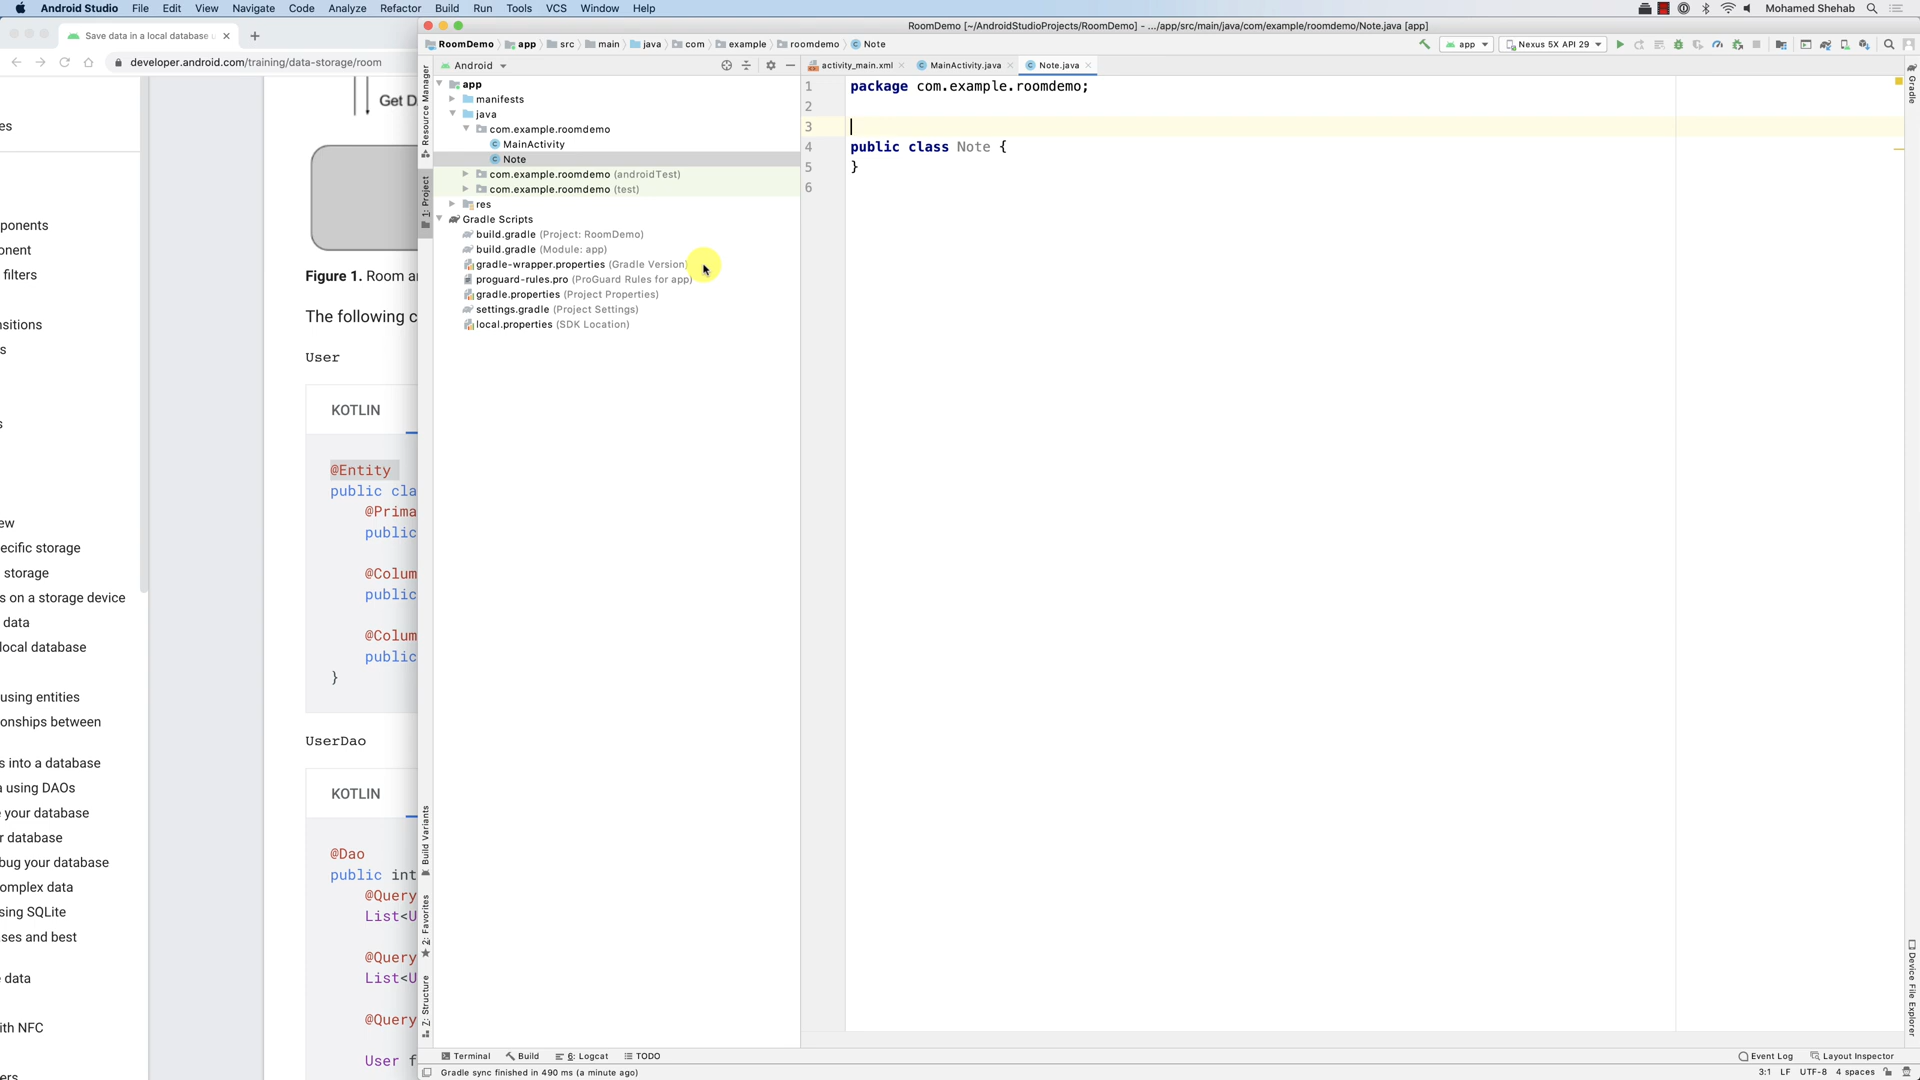 Android Studio File Edit View Navigate Code Analyze Refactor Build Run Tools VCS Window Help Mohamed Shehab
Save data in a local database
developer.android.com/training/data-storage/room
RoomDemo [~/AndroidStudioProjects/RoomDemo] - .../app/src/main/java/com/example/roomdemo/Note.java [app]
RoomDemo app src main java com example roomdemo Note
app Nexus 5X API 29
Android
activity_main.xml MainActivity.java Note.java
app
manifests
java
com.example.roomdemo
MainActivity
Note
com.example.roomdemo (androidTest)
com.example.roomdemo (test)
res
Gradle Scripts
build.gradle (Project: RoomDemo)
build.gradle (Module: app)
gradle-wrapper.properties (Gradle Version)
proguard-rules.pro (ProGuard Rules for app)
gradle.properties (Project Properties)
settings.gradle (Project Settings)
local.properties (SDK Location)
1 package com.example.roomdemo;
2
3
4 public class Note {
5 }
6
Resource Manager
1: Project
Build Variants
2: Favorites
Z: Structure
Gradle
Device File Explorer
es
ponents
onent
filters
nsitions
s
s
ew
ecific storage
storage
s on a storage device
data
local database
using entities
onships between
s into a database
a using DAOs
your database
r database
bug your database
omplex data
sing SQLite
ses and best
data
ith NFC
ers
Get D
Figure 1. Room a
The following c
User
KOTLIN
@Entity
public cla
@Prima
public
@Colum
public
@Colum
public
}
UserDao
KOTLIN
@Dao
public int
@Query
List<U
@Query
List<U
@Query
User f
Terminal Build 6: Logcat TODO Event Log Layout Inspector
Gradle sync finished in 490 ms (a minute ago) 3:1 LF UTF-8 4 spaces